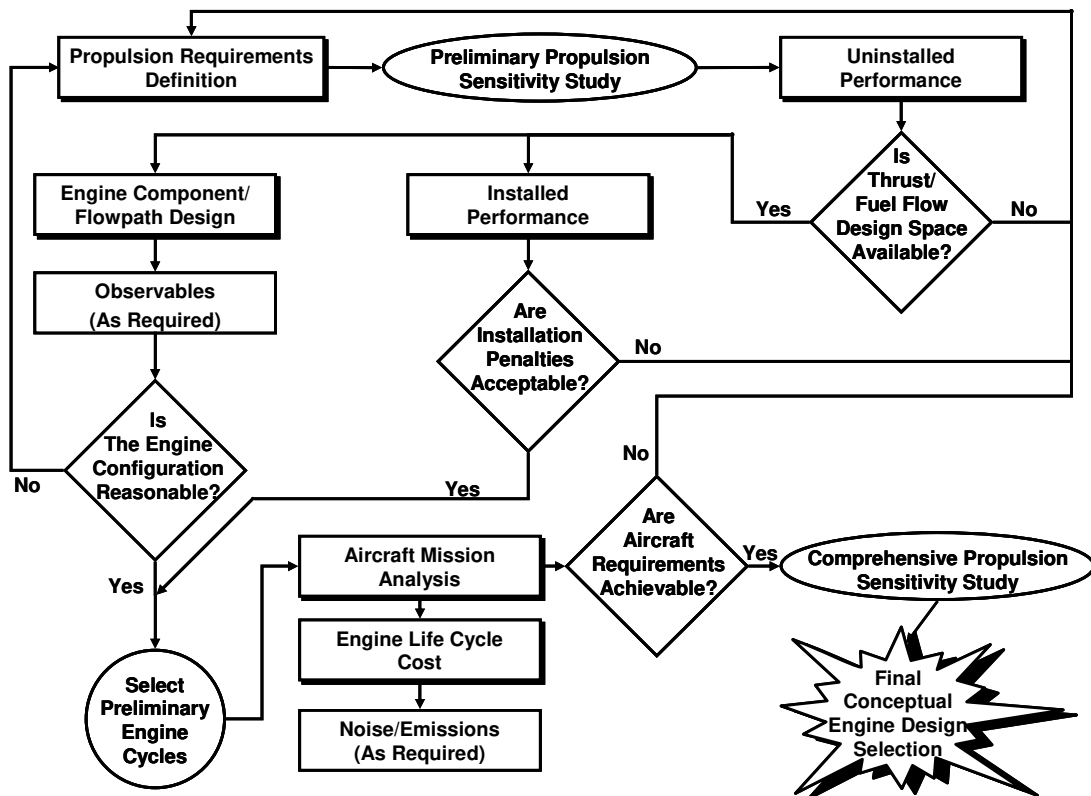 Propulsion Requirements
Definition
Preliminary Propulsion
Sensitivity Study
Uninstalled
Performance
Is
Thrust/
Fuel Flow
Design Space
Available?
Yes
No
Engine Component/
Flowpath Design
Installed
Performance
Observables
(As Required)
Are
Installation
Penalties
Acceptable?
No
Is
The Engine
Configuration
Reasonable?
No
Yes
Yes
No
Are
Aircraft
Requirements
Achievable?
Yes
Aircraft Mission
Analysis
Comprehensive Propulsion
Sensitivity Study
Engine Life Cycle
Cost
Select
Preliminary
Engine
Cycles
Noise/Emissions
(As Required)
Final
Conceptual
Engine Design
Selection